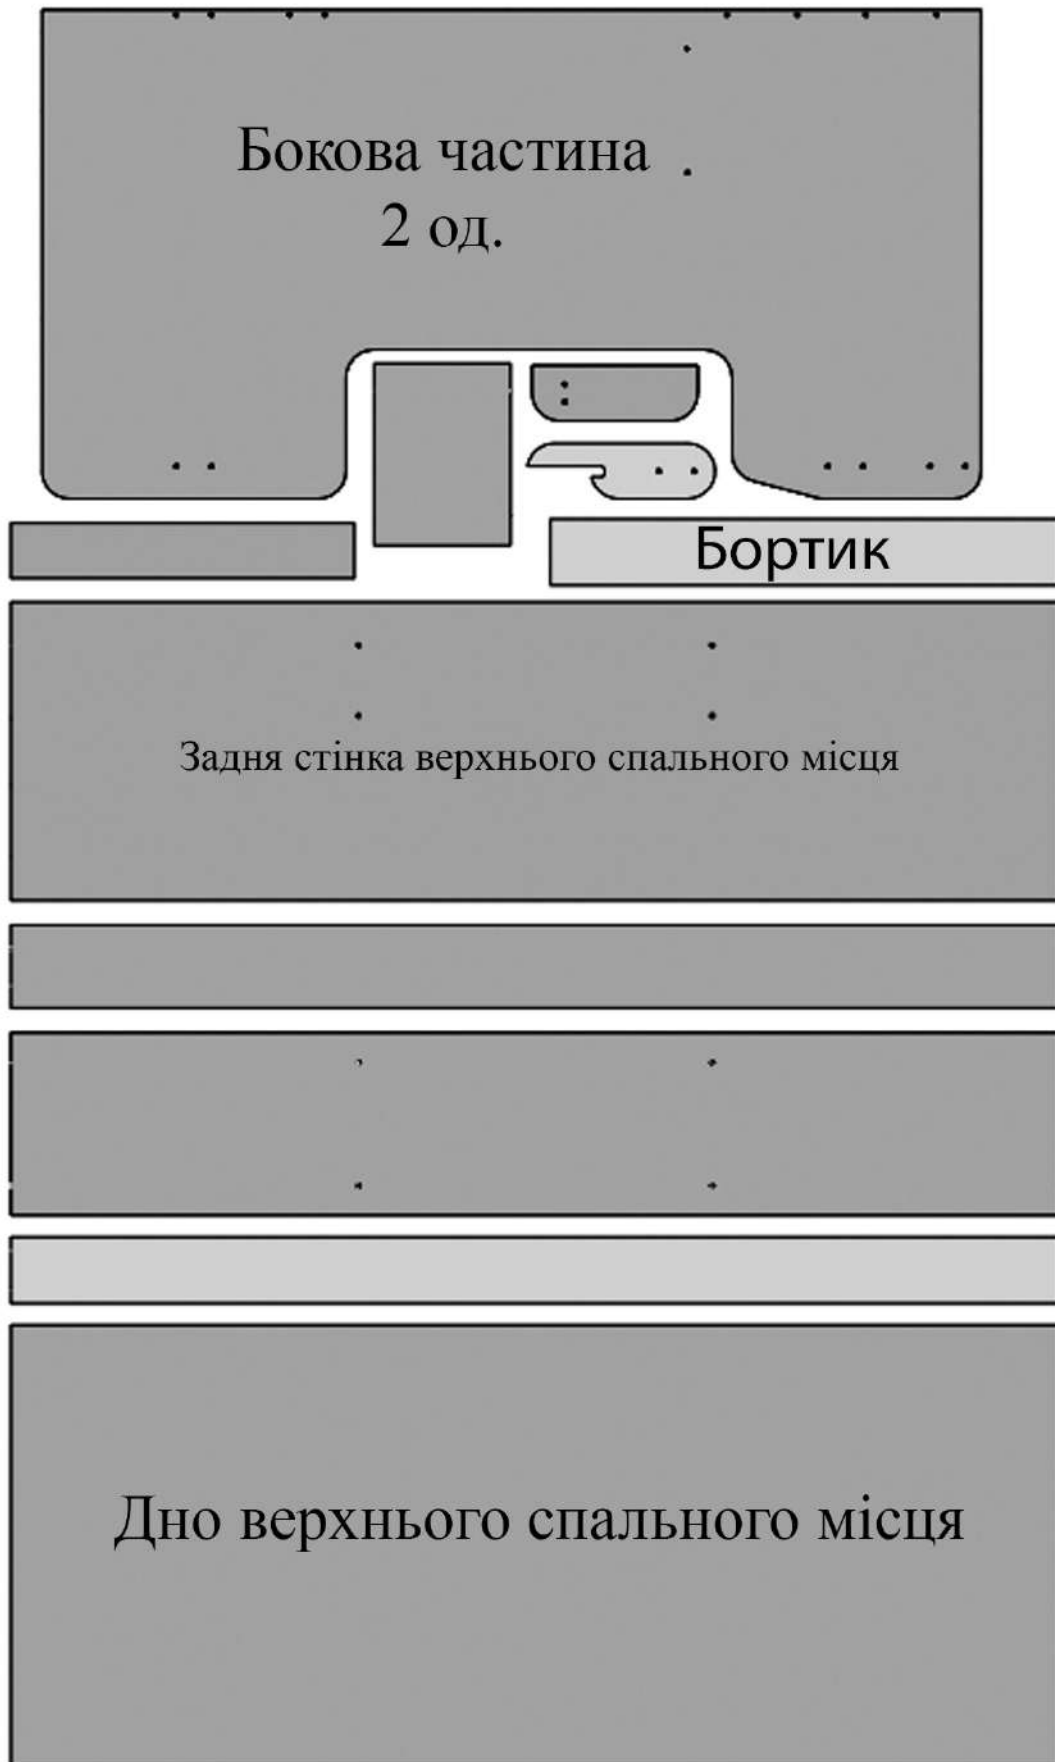 Бокова частина
2 од.
Бортик
Задня стінка верхнього спального місця
Дно верхнього спального місця